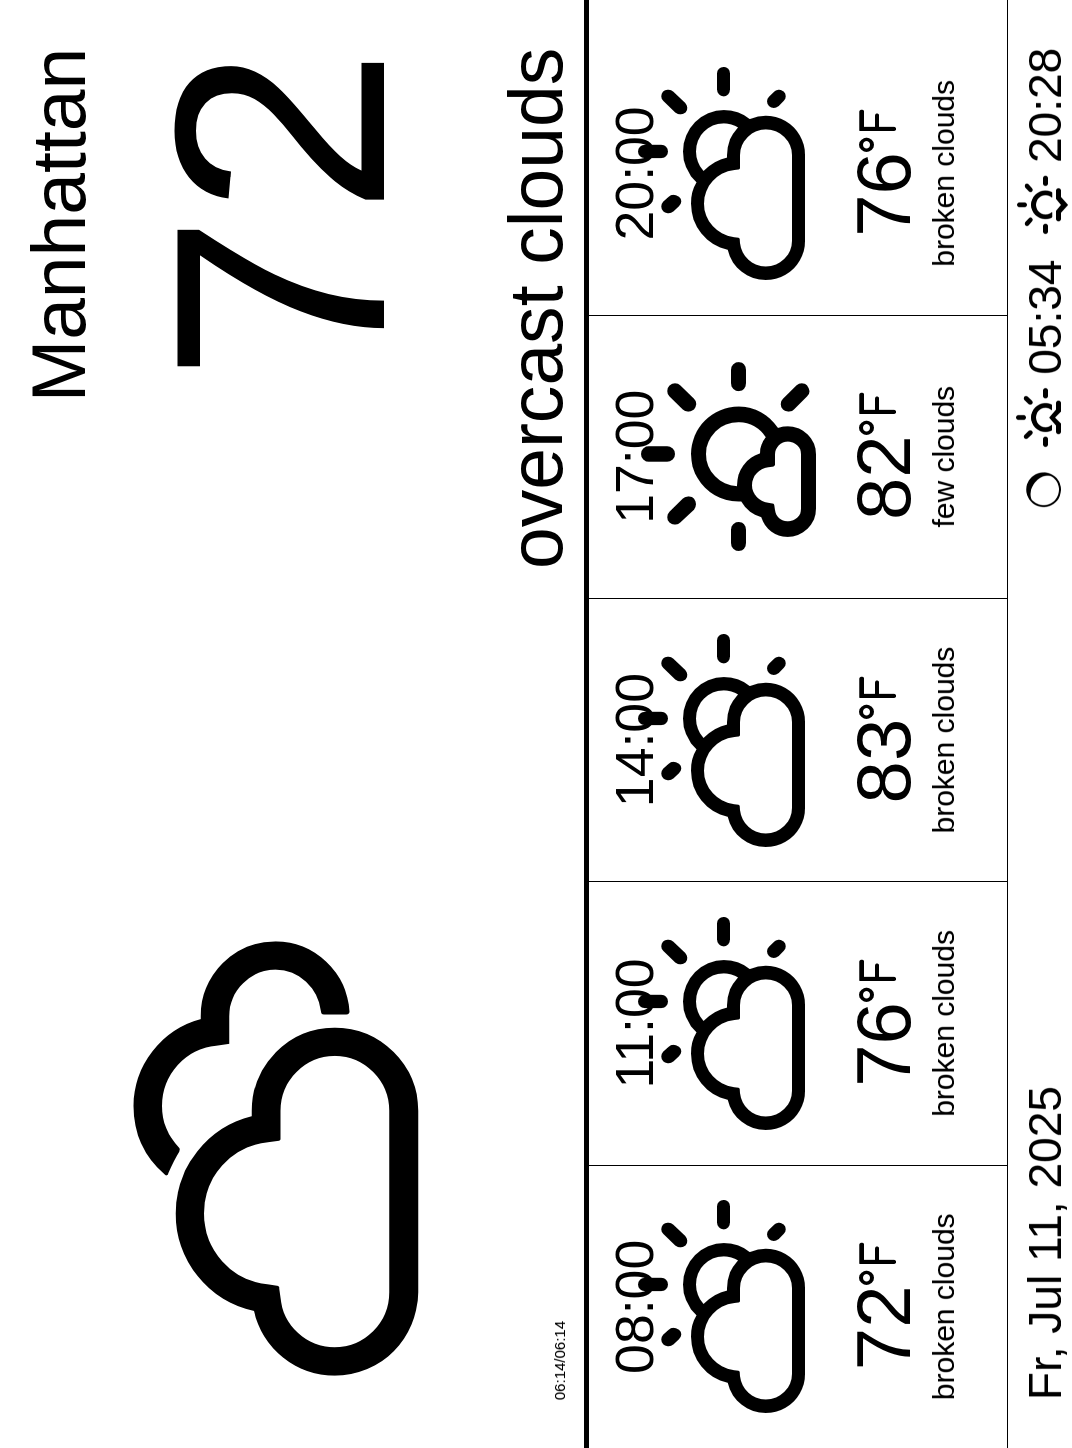 Manhattan
72
overcast clouds
06:14/06:14
08:00
72°F
broken clouds
11:00
76°F
broken clouds
14:00
83°F
broken clouds
17:00
82°F
few clouds
20:00
76°F
broken clouds
Fr, Jul 11, 2025
05:34 20:28